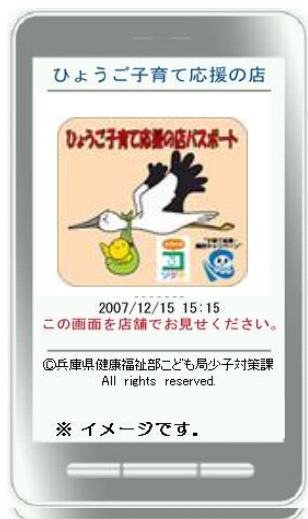 ひょうご子育て応援の店
ひょうご子育て応援の店パスポート
2007/12/15 15:15
この画面を店舗でお見せください。
©兵庫県健康福祉部こども局少子対策課
All rights reserved.
※ イメージです.